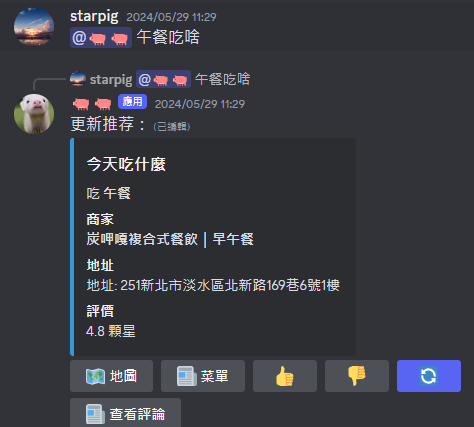 starpig 2024/05/29 11:29
@🐖 🐖 午餐吃啥
starpig @🐖 🐖 午餐吃啥
🐖 🐖 應用 2024/05/29 11:29
更新推荐： (已編輯)
今天吃什麼
吃 午餐
商家
炭呷嘎複合式餐飲｜早午餐
地址
地址: 251新北市淡水區北新路169巷6號1樓
評價
4.8 顆星
地圖 菜單
查看評論